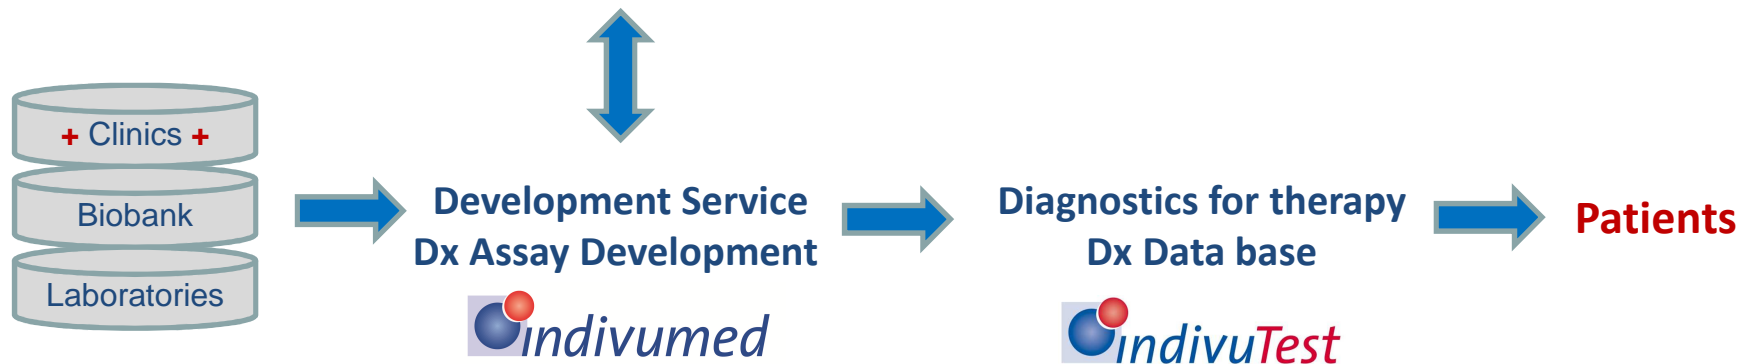 + Clinics +
Biobank
Laboratories
Development Service
Dx Assay Development
indivumed
Diagnostics for therapy
Dx Data base
indivuTest
Patients